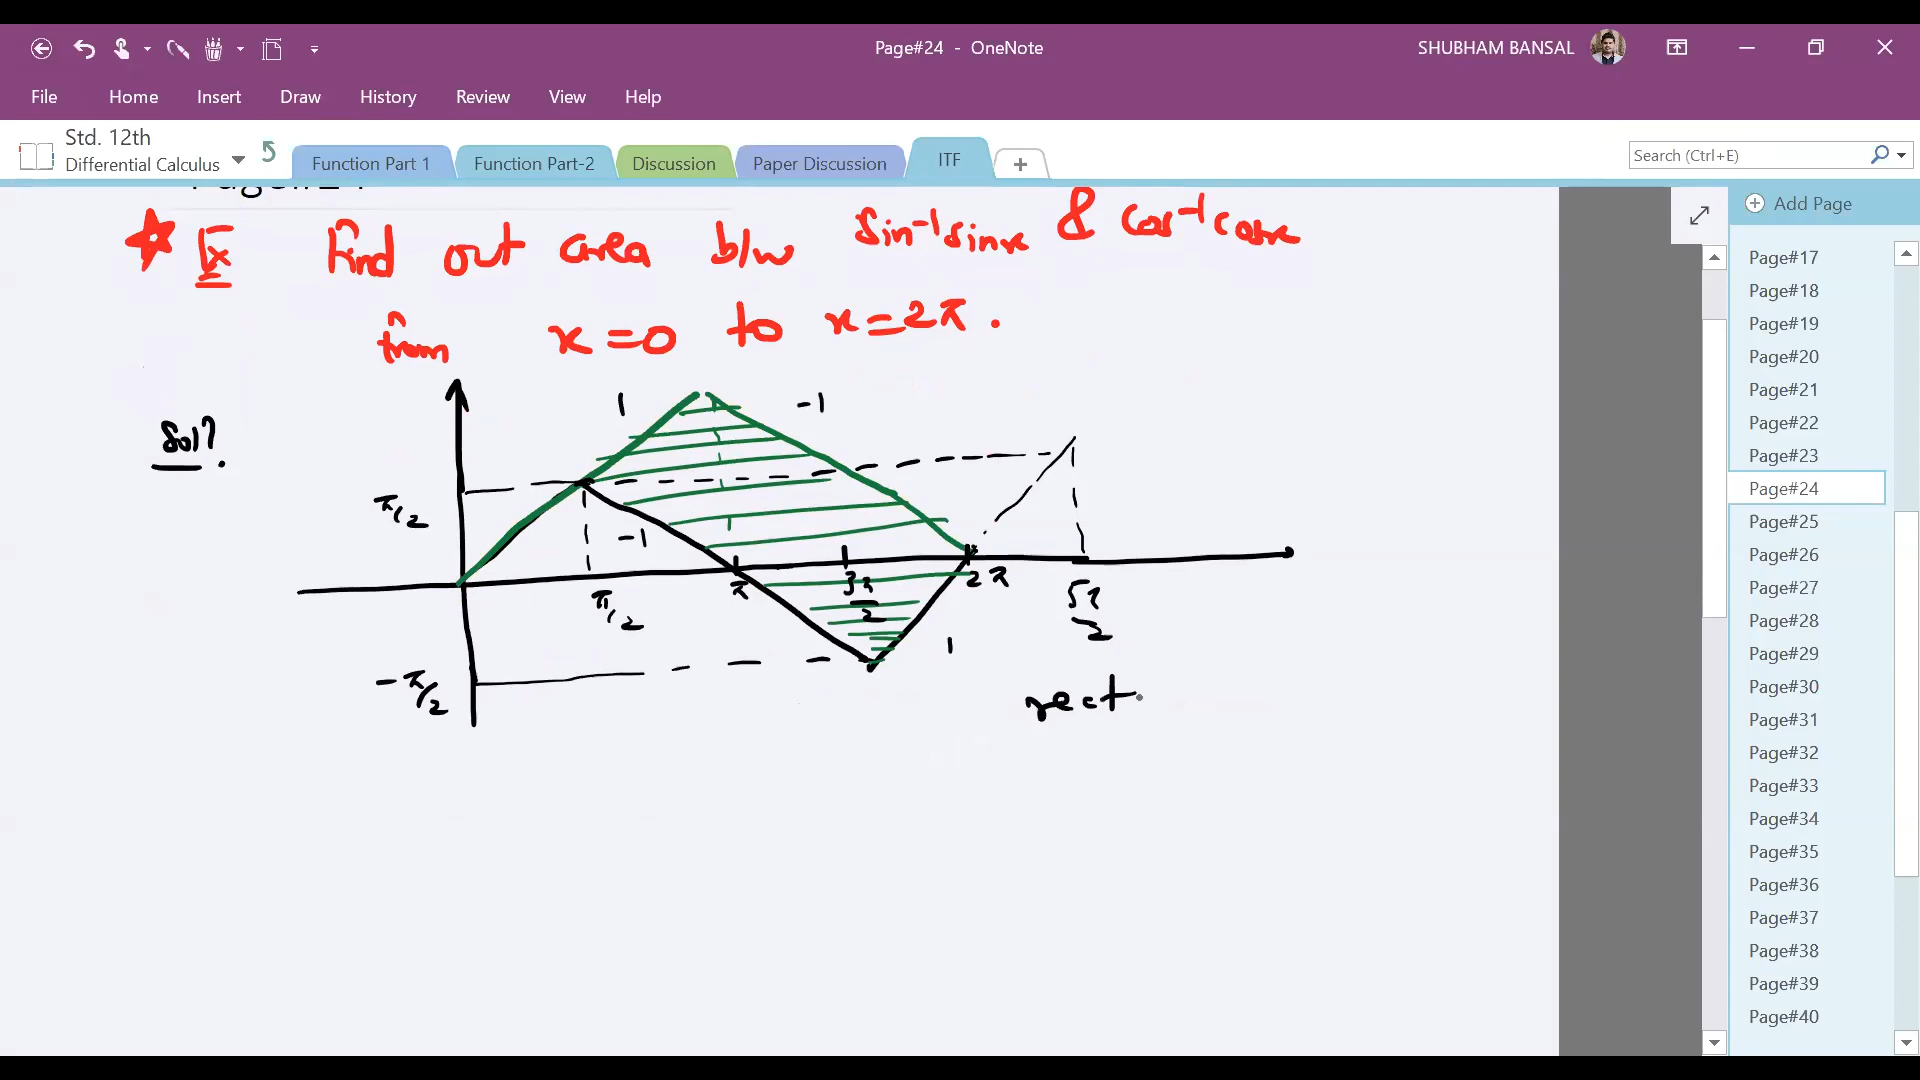 Page#24 - OneNote
SHUBHAM BANSAL
File Home Insert Draw History Review View Help
Std. 12th
Differential Calculus
Function Part 1 Function Part-2 Discussion Paper Discussion ITF +
Search (Ctrl+E)
Add Page
Ex Find out area b/w sin⁻¹sinx & cos⁻¹cosx
from x=0 to x=2π.
Solⁿ.
1 -1
π/2
-1
π/2 π 3π/2 2π 5π/2
1
-π/2
rect
Page#17
Page#18
Page#19
Page#20
Page#21
Page#22
Page#23
Page#24
Page#25
Page#26
Page#27
Page#28
Page#29
Page#30
Page#31
Page#32
Page#33
Page#34
Page#35
Page#36
Page#37
Page#38
Page#39
Page#40